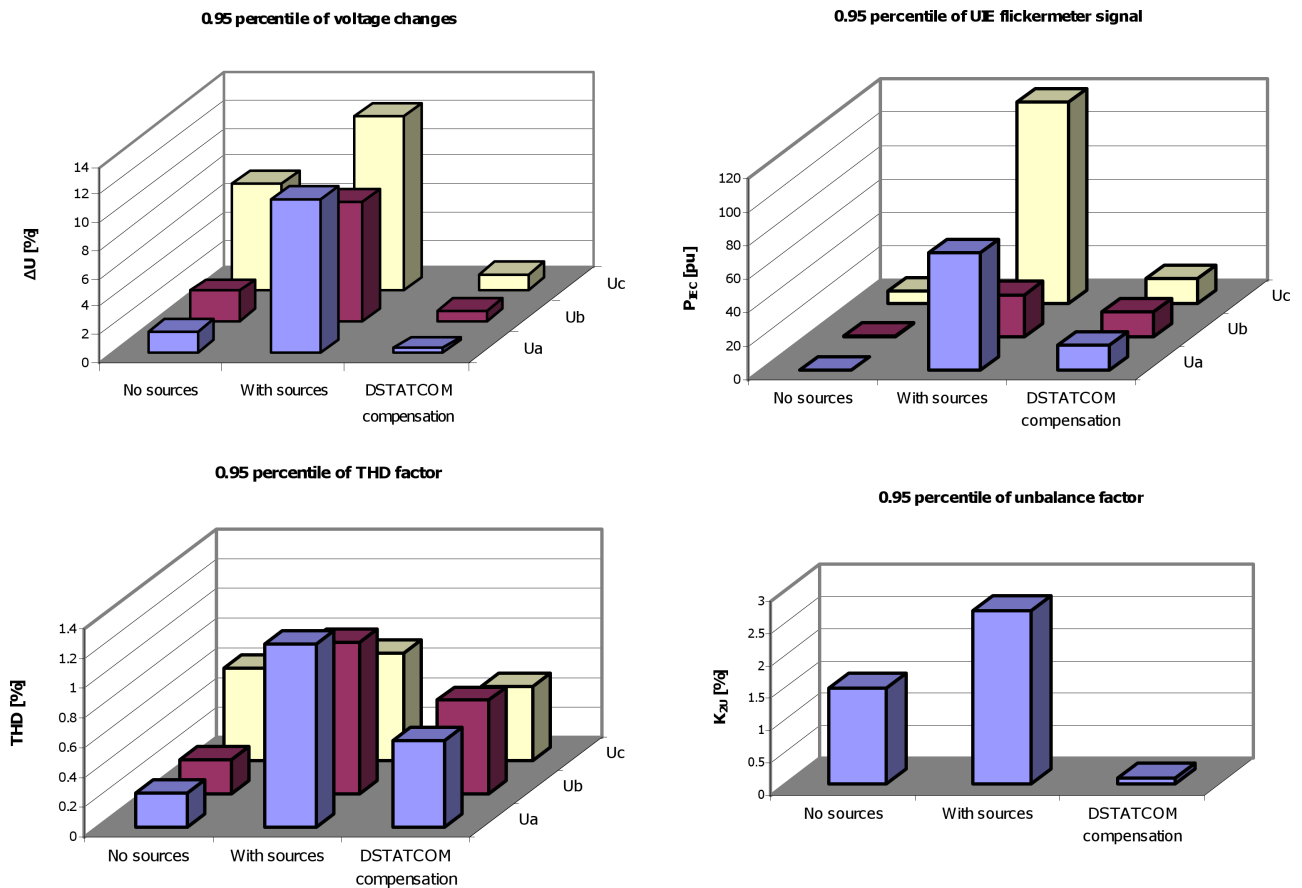 0.95 percentile of voltage changes
ΔU [%]
14
12
10
8
6
4
2
0
No sources
With sources
DSTATCOM
compensation
Ua
Ub
Uc
0.95 percentile of UIE flickermeter signal
PIEC [pu]
120
100
80
60
40
20
0
No sources
With sources
DSTATCOM
compensation
Ua
Ub
Uc
0.95 percentile of THD factor
THD [%]
1.4
1.2
1
0.8
0.6
0.4
0.2
0
No sources
With sources
DSTATCOM
compensation
Ua
Ub
Uc
0.95 percentile of unbalance factor
K2U [%]
3
2.5
2
1.5
1
0.5
0
No sources
With sources
DSTATCOM
compensation